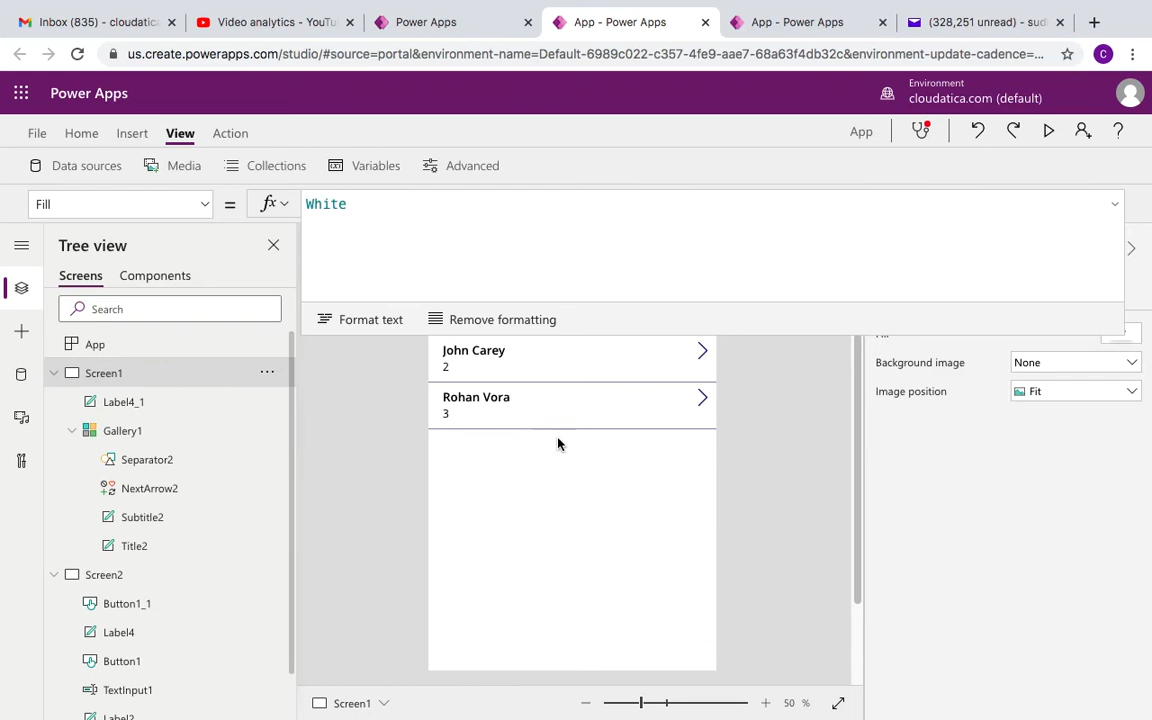 Inbox (835) - cloudatica
Video analytics - YouTu
Power Apps
App - Power Apps
App - Power Apps
(328,251 unread) - sud
us.create.powerapps.com/studio/#source=portal&environment-name=Default-6989c022-c357-4fe9-aae7-68a63f4db32c&environment-update-cadence=...
C
Power Apps
Environment
cloudatica.com (default)
File Home Insert View Action
App
Data sources Media Collections Variables Advanced
Fill = fx White
Tree view
Screens Components
Search
Format text Remove formatting
App
Screen1 ...
Label4_1
Gallery1
Separator2
NextArrow2
Subtitle2
Title2
Screen2
Button1_1
Label4
Button1
TextInput1
Label2
John Carey
2
Rohan Vora
3
Background image None
Image position Fit
Screen1
50 %